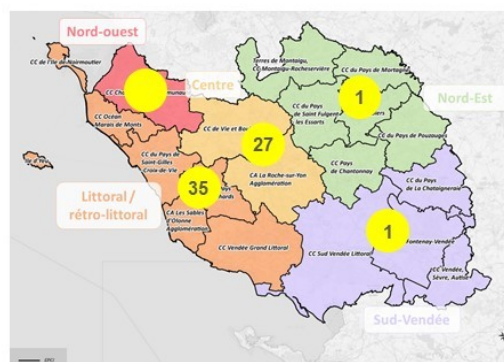 Nord-ouest
CC de l'Ile de Noirmoutier
Terres de Montaigu,
CC Montaigu-Rocheservière
CC du Pays de Mortagne
Centre
1
Nord-Est
CC Océan
Marais de Monts
CC de Vie et
CC du Pays
de Saint Fulgent
les Essarts
CC du Pays de Pouzauges
27
CC du Pays de
Saint-Gilles
Croix-de-Vie
CC Pays
de Chantonnay
CC du Pays de
La Chataigneraie
Littoral /
rétro-littoral
35
CA La Roche-sur-Yon
Agglomération
CA Les Sables
d'Olonne
Agglomération
1
Fontenay-Vendée
CC Vendée Grand Littoral
CC Sud Vendée Littoral
CC Vendée,
Sèvre, Autise
Sud-Vendée